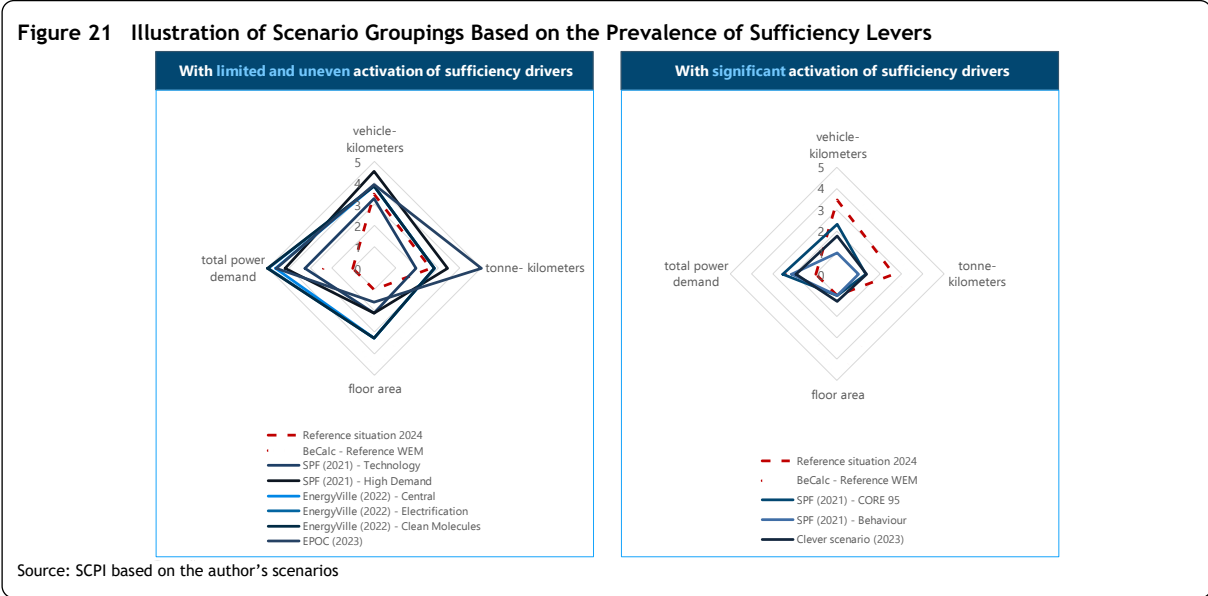 Figure 21 Illustration of Scenario Groupings Based on the Prevalence of Sufficiency Levers
With limited and uneven activation of sufficiency drivers
vehicle-
kilometers
5
4
3
2
1
0
total power
demand
tonne- kilometers
floor area
Reference situation 2024
BeCalc - Reference WEM
SPF (2021) - Technology
SPF (2021) - High Demand
EnergyVille (2022) - Central
EnergyVille (2022) - Electrification
EnergyVille (2022) - Clean Molecules
EPOC (2023)
With significant activation of sufficiency drivers
vehicle-
kilometers
5
4
3
2
1
0
total power
demand
tonne-
kilometers
floor area
Reference situation 2024
BeCalc - Reference WEM
SPF (2021) - CORE 95
SPF (2021) - Behaviour
Clever scenario (2023)
Source: SCPI based on the author’s scenarios